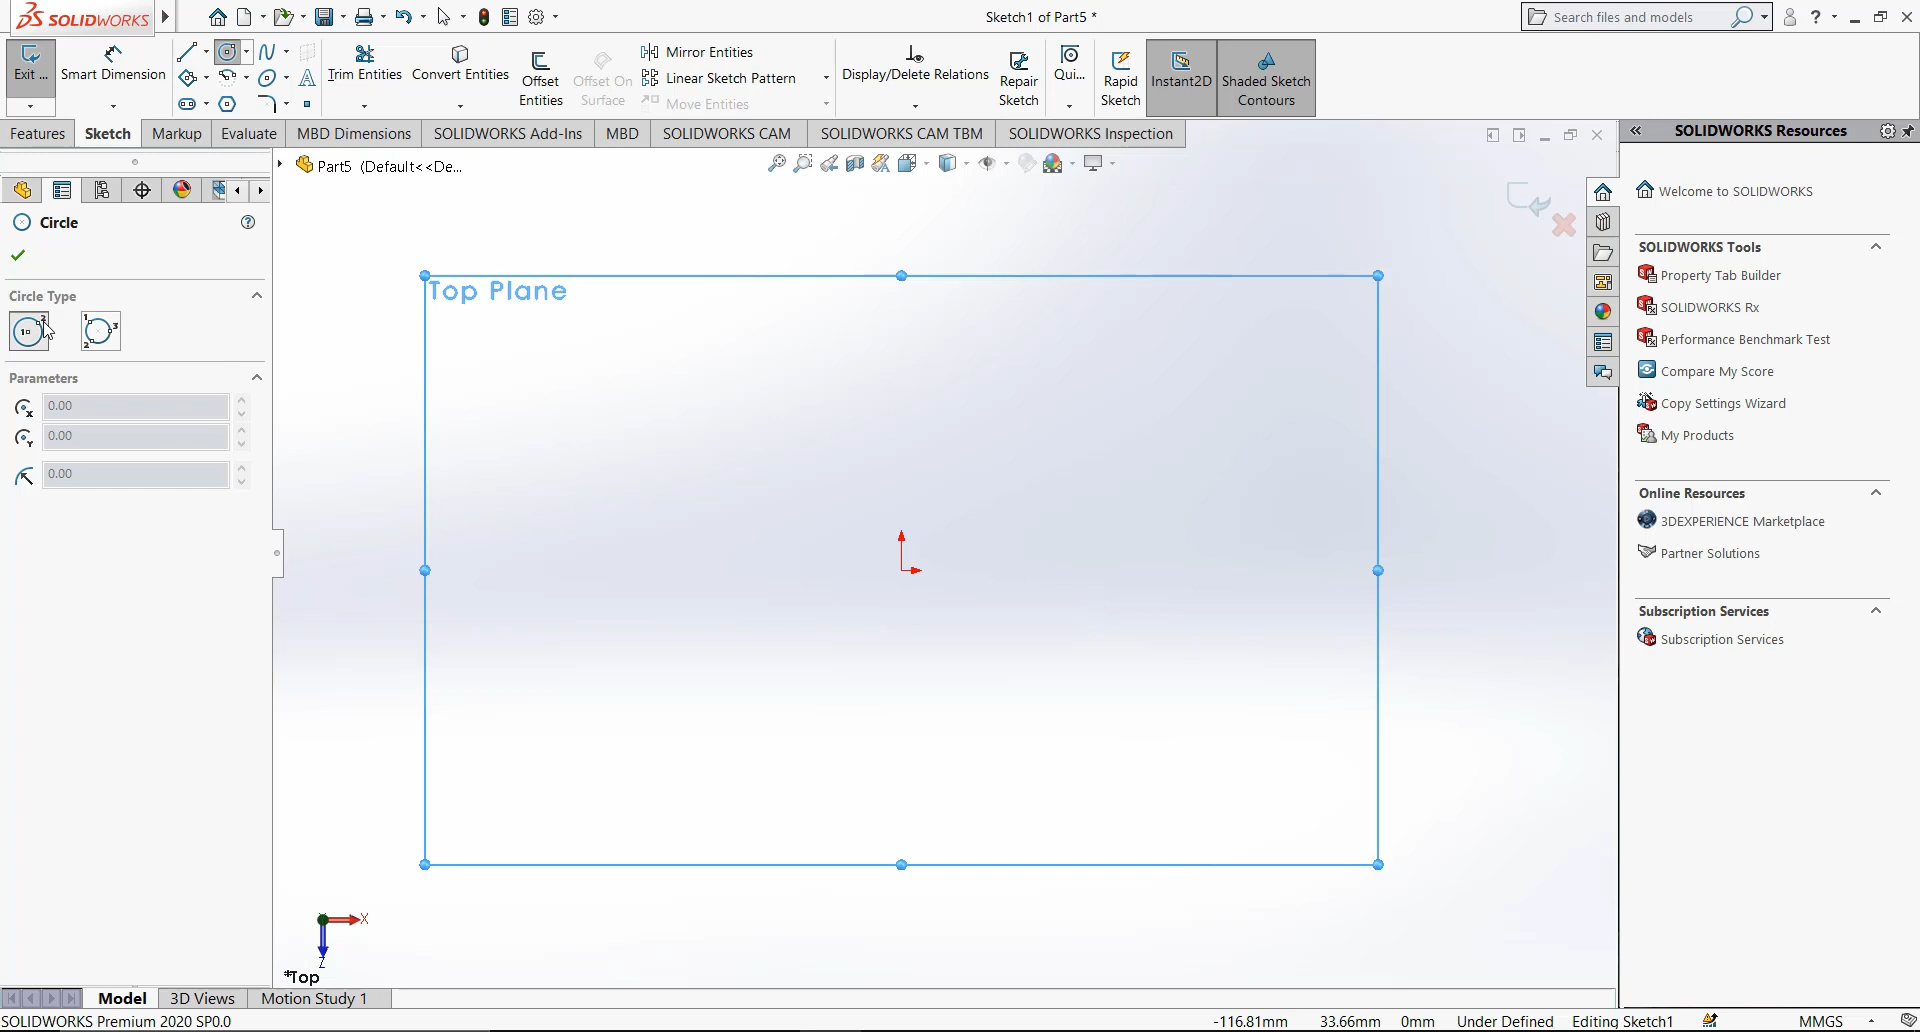 SOLIDWORKS
Sketch1 of Part5 *
Search files and models
?
Exit ...
Smart Dimension
Trim Entities
Convert Entities
Offset Entities
Offset On Surface
Mirror Entities
Linear Sketch Pattern
Move Entities
Display/Delete Relations
Repair Sketch
Qui...
Rapid Sketch
Instant2D
Shaded Sketch Contours
Features
Sketch
Markup
Evaluate
MBD Dimensions
SOLIDWORKS Add-Ins
MBD
SOLIDWORKS CAM
SOLIDWORKS CAM TBM
SOLIDWORKS Inspection
Part5 (Default<<De...
Circle
?
Circle Type
Parameters
0.00
0.00
0.00
Top Plane
X
Z
*Top
SOLIDWORKS Resources
Welcome to SOLIDWORKS
SOLIDWORKS Tools
Property Tab Builder
SOLIDWORKS Rx
Performance Benchmark Test
Compare My Score
Copy Settings Wizard
My Products
Online Resources
3DEXPERIENCE Marketplace
Partner Solutions
Subscription Services
Subscription Services
Model
3D Views
Motion Study 1
SOLIDWORKS Premium 2020 SP0.0
-116.81mm
33.66mm
0mm
Under Defined
Editing Sketch1
MMGS